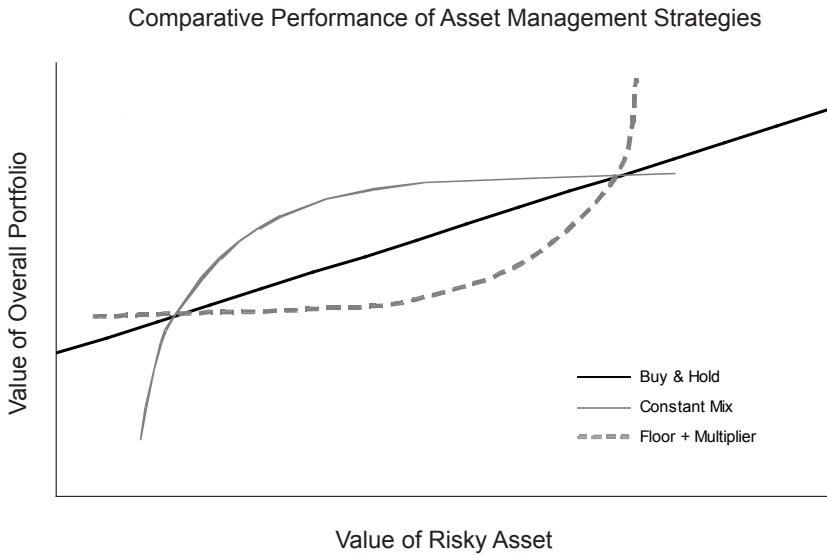 Comparative Performance of Asset Management Strategies
Value of Overall Portfolio
Buy & Hold
Constant Mix
Floor + Multiplier
Value of Risky Asset